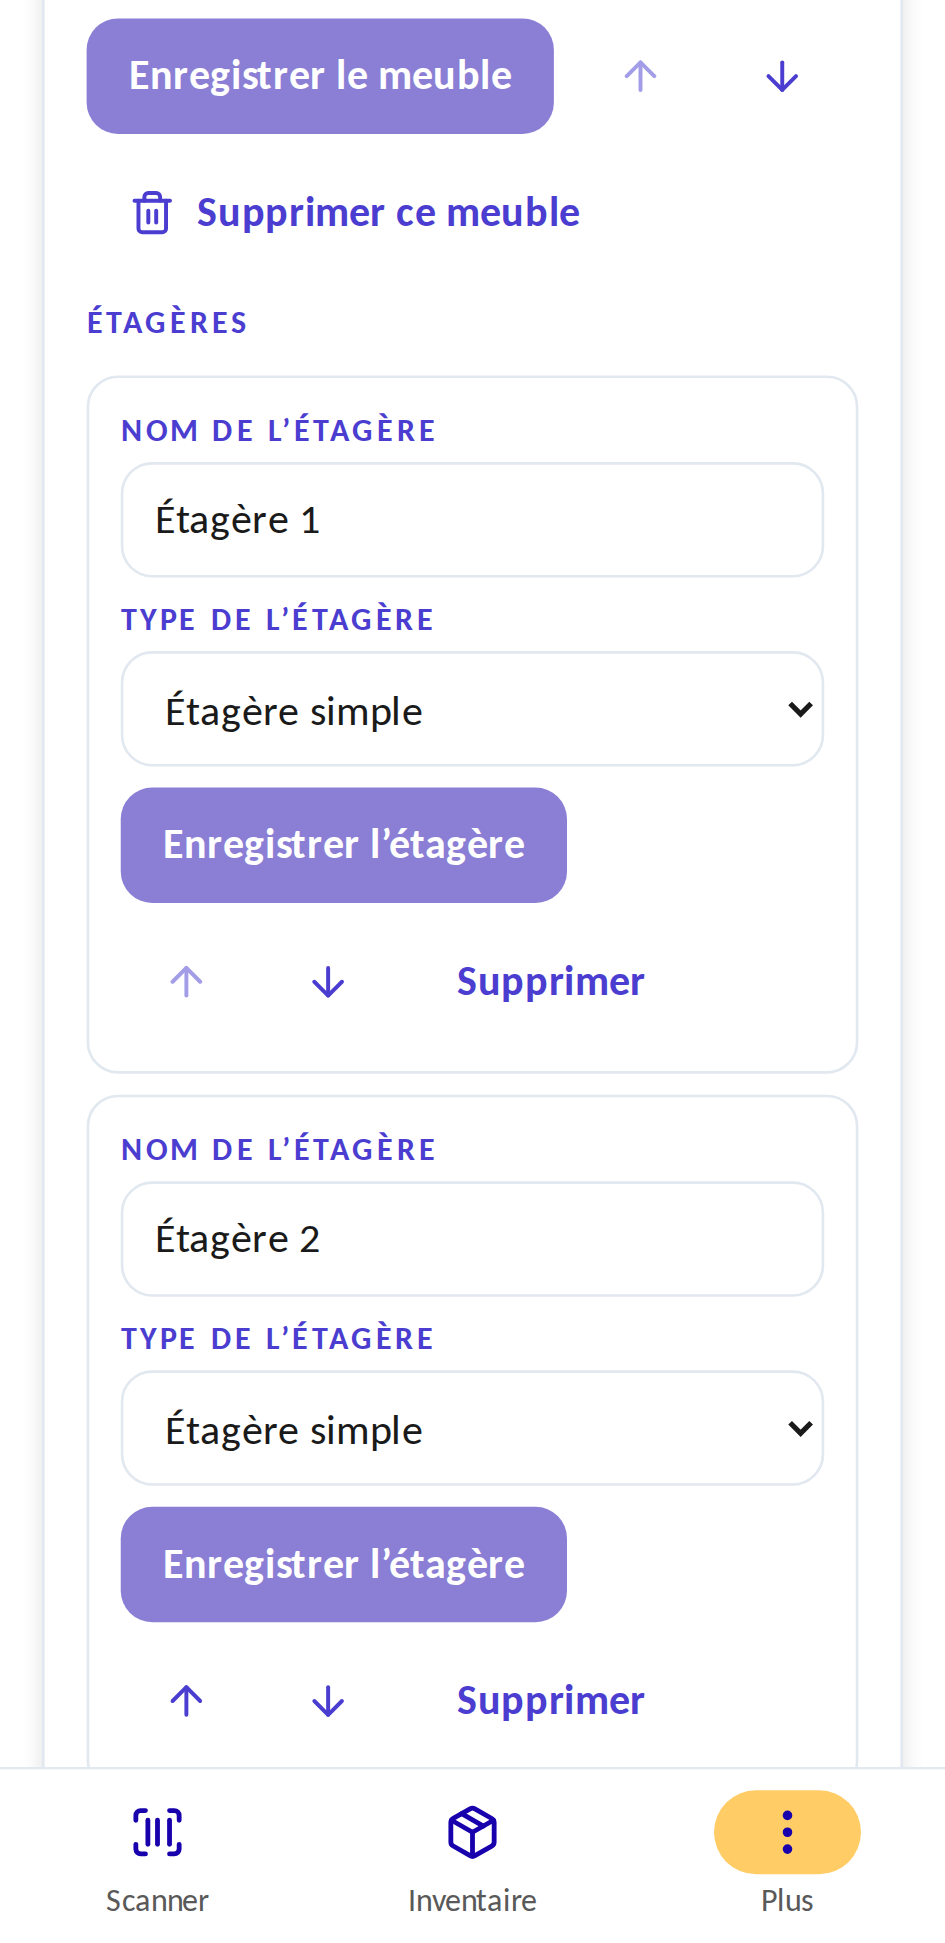 Enregistrer le meuble
Supprimer ce meuble
ÉTAGÈRES
NOM DE L’ÉTAGÈRE
Étagère 1
TYPE DE L’ÉTAGÈRE
Étagère simple
Enregistrer l’étagère
Supprimer
NOM DE L’ÉTAGÈRE
Étagère 2
TYPE DE L’ÉTAGÈRE
Étagère simple
Enregistrer l’étagère
Supprimer
Scanner Inventaire Plus